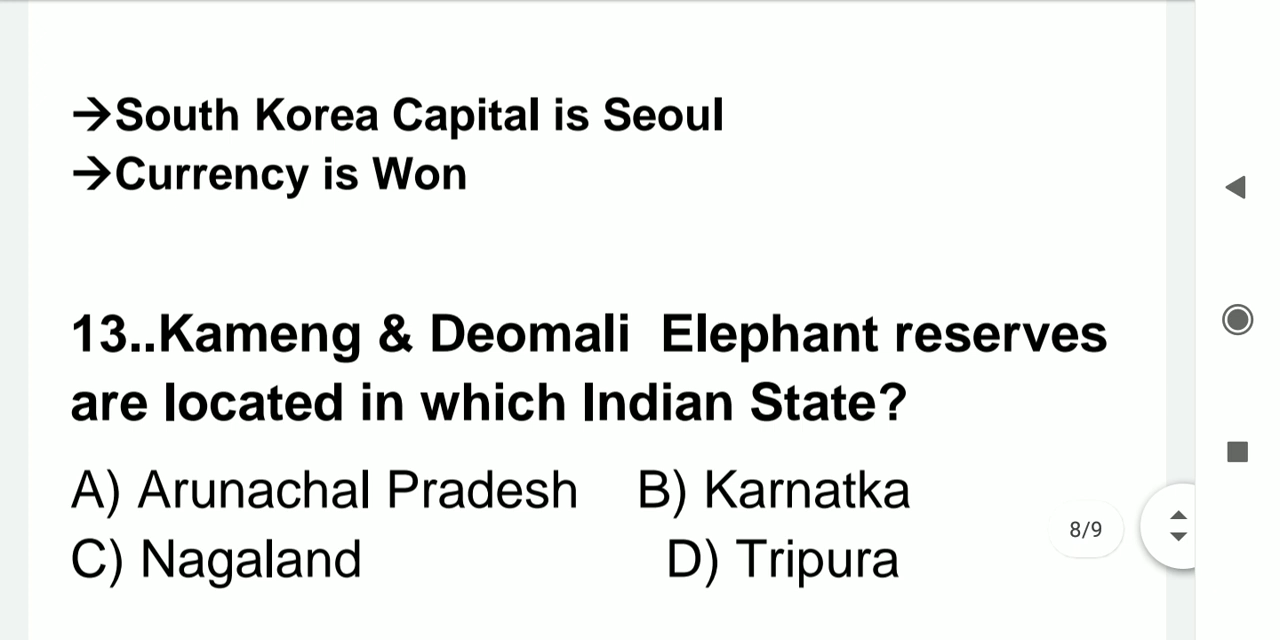 →South Korea Capital is Seoul
→Currency is Won
13..Kameng & Deomali Elephant reserves
are located in which Indian State?
A) Arunachal Pradesh B) Karnatka
C) Nagaland D) Tripura
8/9